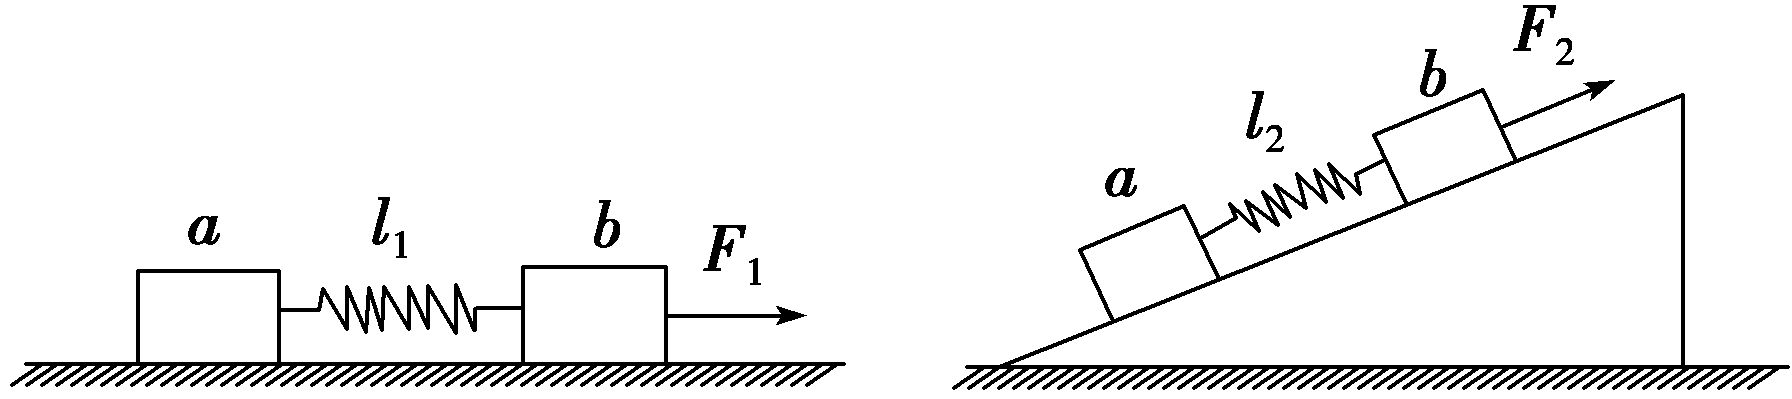 a l₁ b F₁
a l₂ b F₂